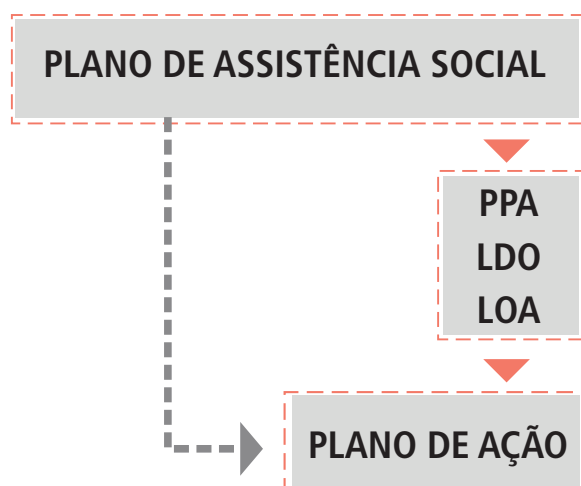 PLANO DE ASSISTÊNCIA SOCIAL
PPA
LDO
LOA
PLANO DE AÇÃO